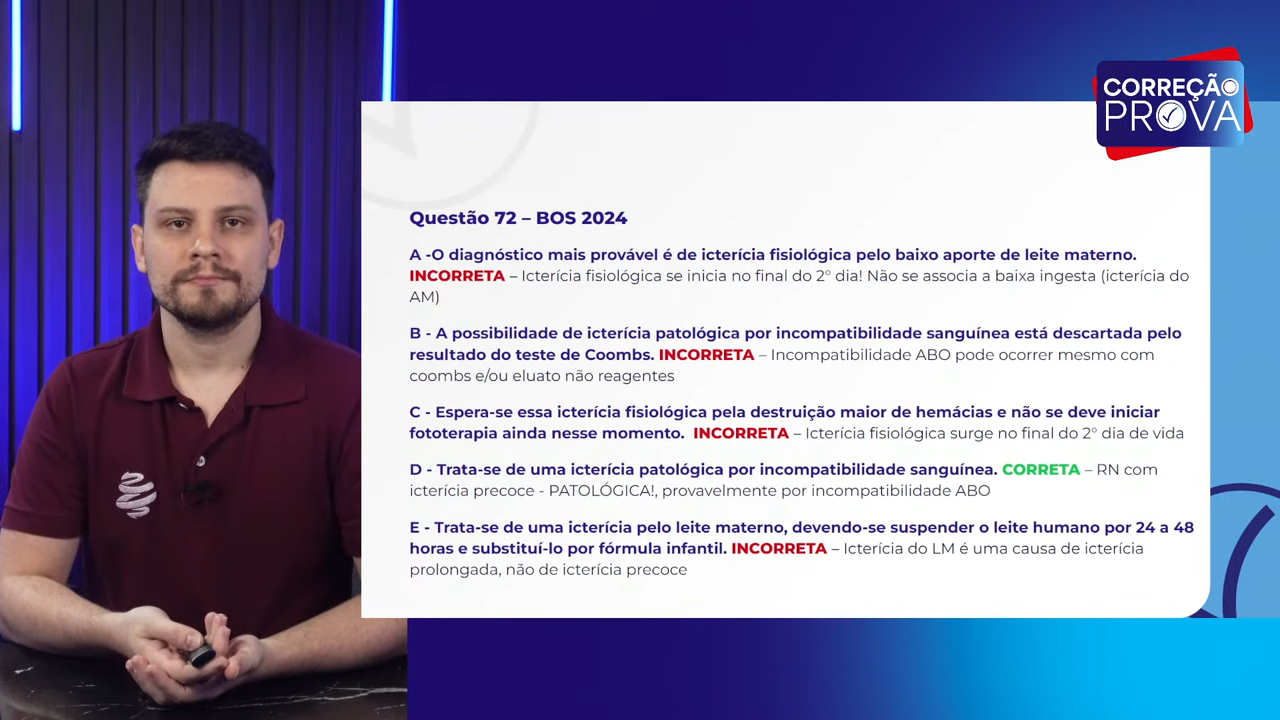 CORREÇÃO
PROVA
Questão 72 – BOS 2024
A -O diagnóstico mais provável é de icterícia fisiológica pelo baixo aporte de leite materno.
INCORRETA – Icterícia fisiológica se inicia no final do 2° dia! Não se associa a baixa ingesta (icterícia do
AM)
B - A possibilidade de icterícia patológica por incompatibilidade sanguínea está descartada pelo
resultado do teste de Coombs. INCORRETA – Incompatibilidade ABO pode ocorrer mesmo com
coombs e/ou eluato não reagentes
C - Espera-se essa icterícia fisiológica pela destruição maior de hemácias e não se deve iniciar
fototerapia ainda nesse momento. INCORRETA – Icterícia fisiológica surge no final do 2° dia de vida
D - Trata-se de uma icterícia patológica por incompatibilidade sanguínea. CORRETA – RN com
icterícia precoce - PATOLÓGICA!, provavelmente por incompatibilidade ABO
E - Trata-se de uma icterícia pelo leite materno, devendo-se suspender o leite humano por 24 a 48
horas e substituí-lo por fórmula infantil. INCORRETA – Icterícia do LM é uma causa de icterícia
prolongada, não de icterícia precoce